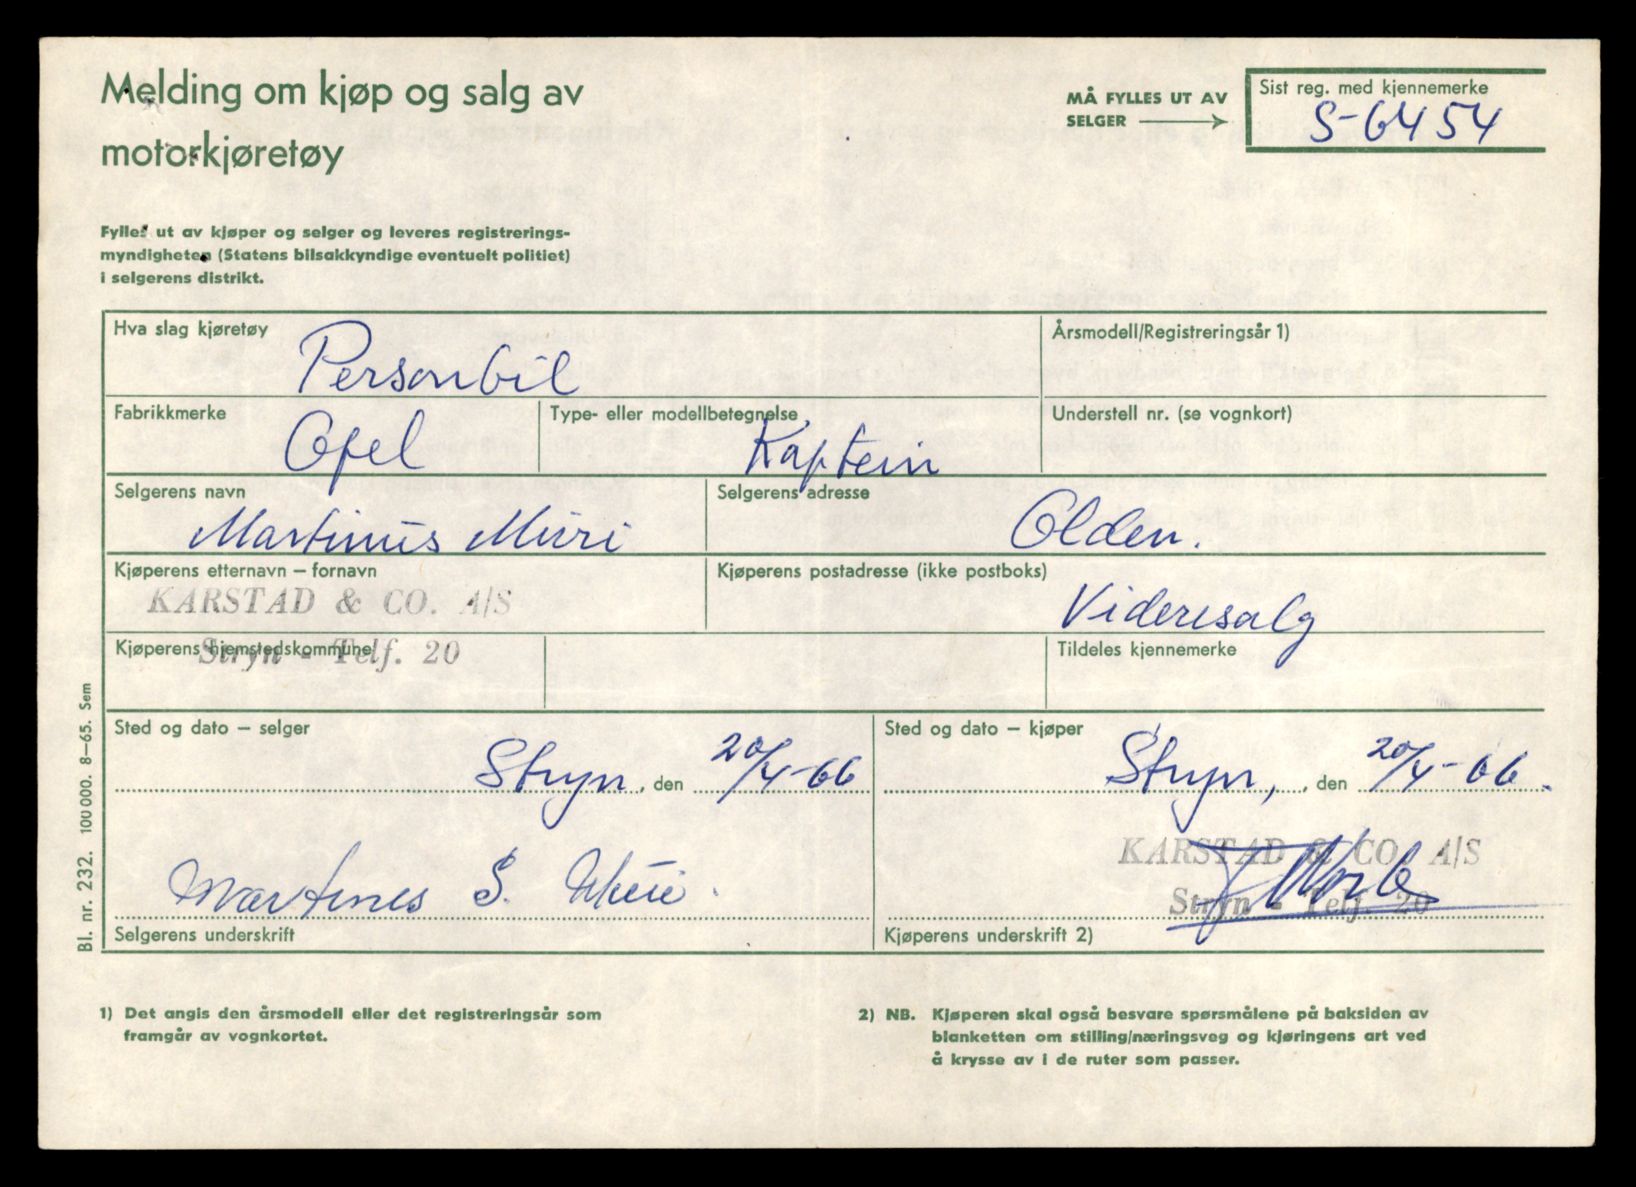 Melding om kjøp og salg av
motorkjøretøy
MÅ FYLLES UT AV
SELGER
Sist reg. med kjennemerke
S-6454
Fylles ut av kjøper og selger og leveres registrerings-
myndigheten (Statens bilsakkyndige eventuelt politiet)
i selgerens distrikt.
Hva slag kjøretøy
Personbil
Årsmodell/Registreringsår 1)
Fabrikkmerke
Opel
Type- eller modellbetegnelse
Kaptein
Understell nr. (se vognkort)
Selgerens navn
Martinus Muri
Selgerens adresse
Olden.
Kjøperens etternavn – fornavn
KARSTAD & CO. A/S
Stryn - Telf. 20
Kjøperens postadresse (ikke postboks)
Videresalg
Kjøperens hjemstedskommune
Tildeles kjennemerke
Sted og dato – selger
Stryn, den 20/4-66
Sted og dato – kjøper
Stryn, den 20/4-66.
Martinus S. Muri
Selgerens underskrift
KARSTAD & CO. A/S
Stryn - Telf. 20
Kjøperens underskrift 2)
Bl. nr. 2232. 100 000. 8–65. Sem
1) Det angis den årsmodell eller det registreringsår som
framgår av vognkortet.
2) NB. Kjøperen skal også besvare spørsmålene på baksiden av
blanketten om stilling/næringsveg og kjøringens art ved
å krysse av i de ruter som passer.